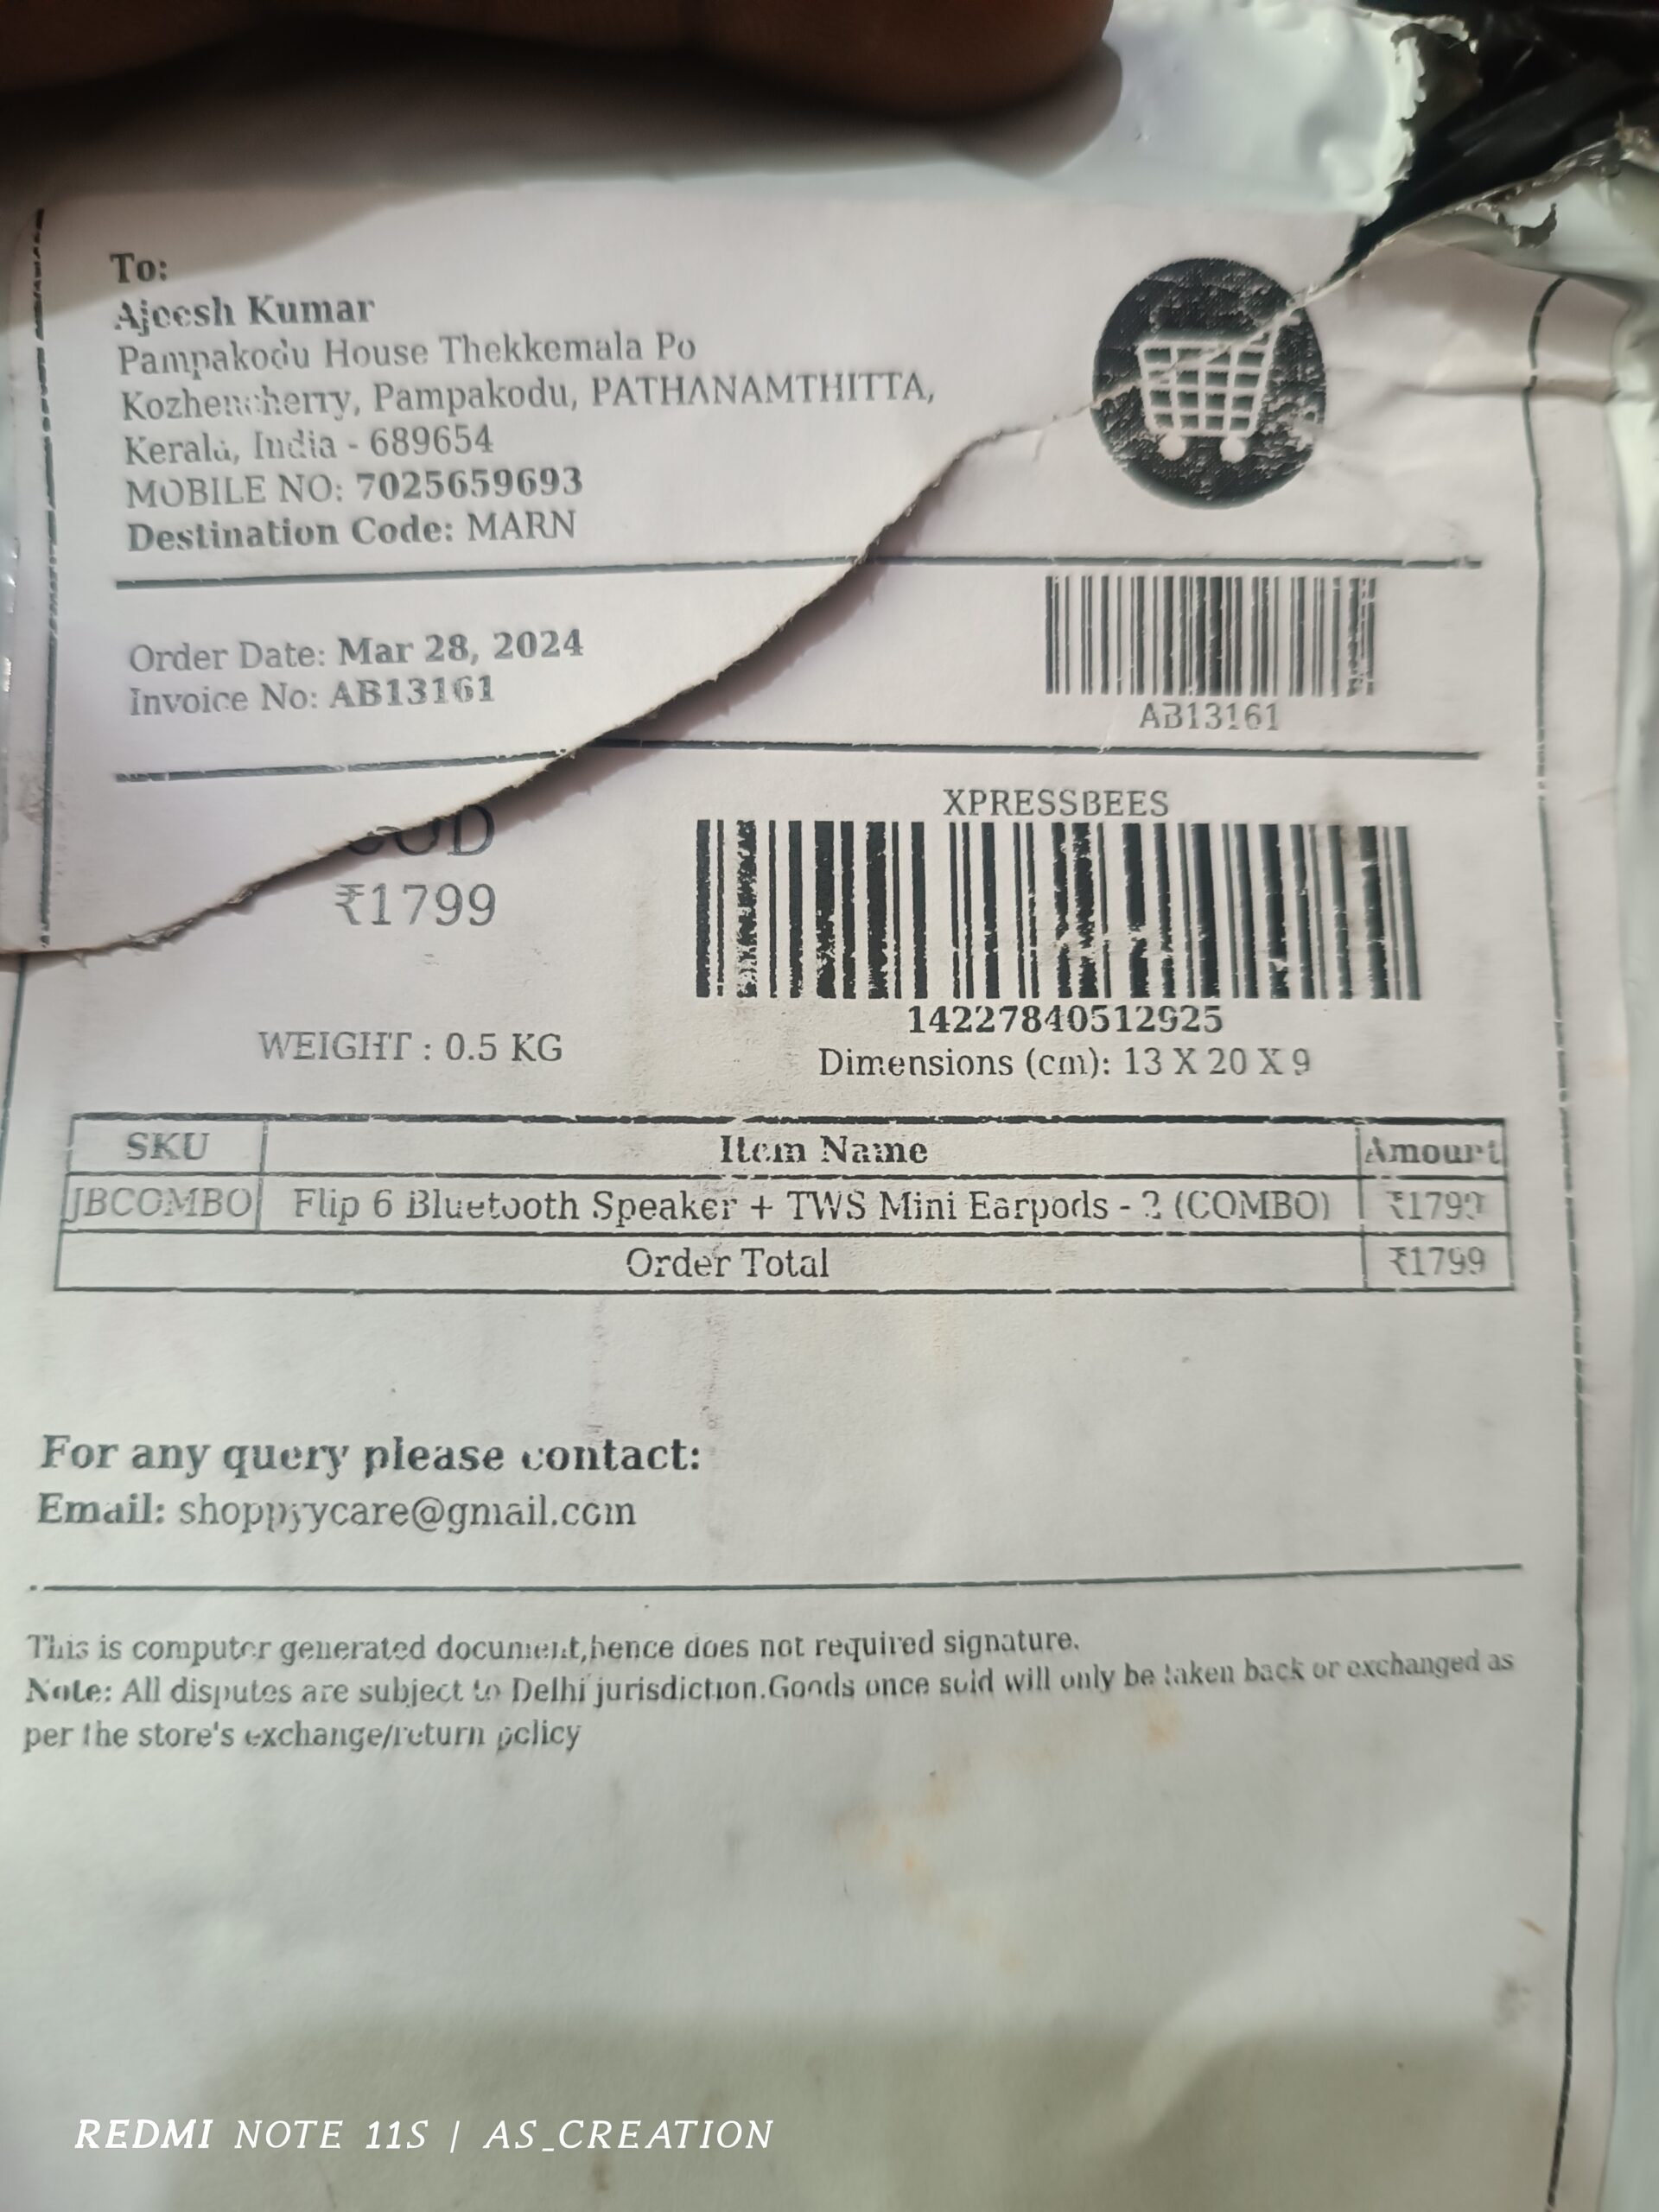 To:
Ajeesh Kumar
Pampakodu House Thekkemala Po
Kozhencherry, Pampakodu, PATHANAMTHITTA,
Kerala, India - 689654
MOBILE NO: 7025659693
Destination Code: MARN
Order Date: Mar 28, 2024
Invoice No: AB13161
AB13161
COD
₹1799
XPRESSBEES
14227840512925
WEIGHT : 0.5 KG
Dimensions (cm): 13 X 20 X 9
SKU Item Name Amount
JBCOMBO Flip 6 Bluetooth Speaker + TWS Mini Earpods - (COMBO) ₹1799
Order Total ₹1799
For any query please contact:
Email:
This is computer generated document,hence does not required signature.
Note: All disputes are subject to Delhi jurisdiction.Goods once sold will only be taken back or exchanged as
per the store's exchange/return policy
REDMI NOTE 11S | AS_CREATION